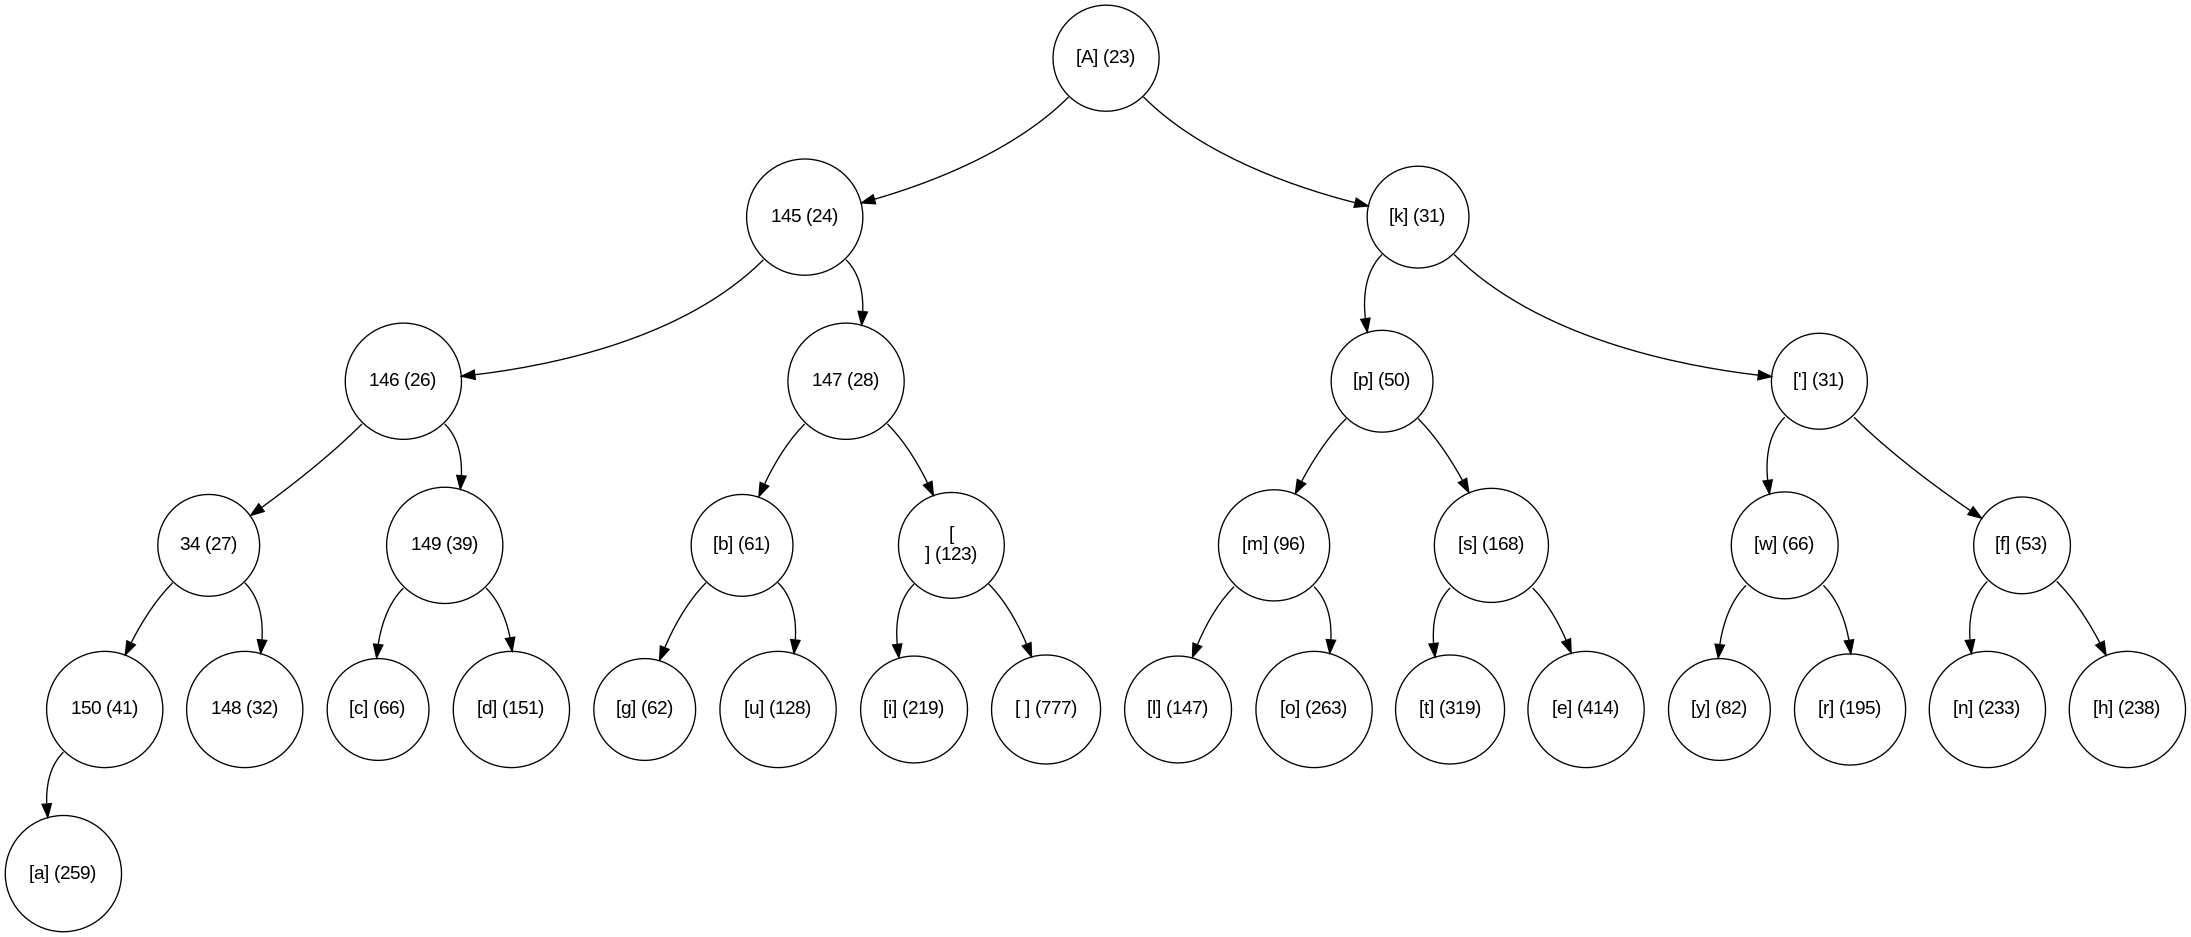 [A] (23)
145 (24)
[k] (31)
146 (26)
147 (28)
[p] (50)
['] (31)
34 (27)
149 (39)
[b] (61)
[
] (123)
[m] (96)
[s] (168)
[w] (66)
[f] (53)
150 (41)
148 (32)
[c] (66)
[d] (151)
[g] (62)
[u] (128)
[i] (219)
[ ] (777)
[l] (147)
[o] (263)
[t] (319)
[e] (414)
[y] (82)
[r] (195)
[n] (233)
[h] (238)
[a] (259)